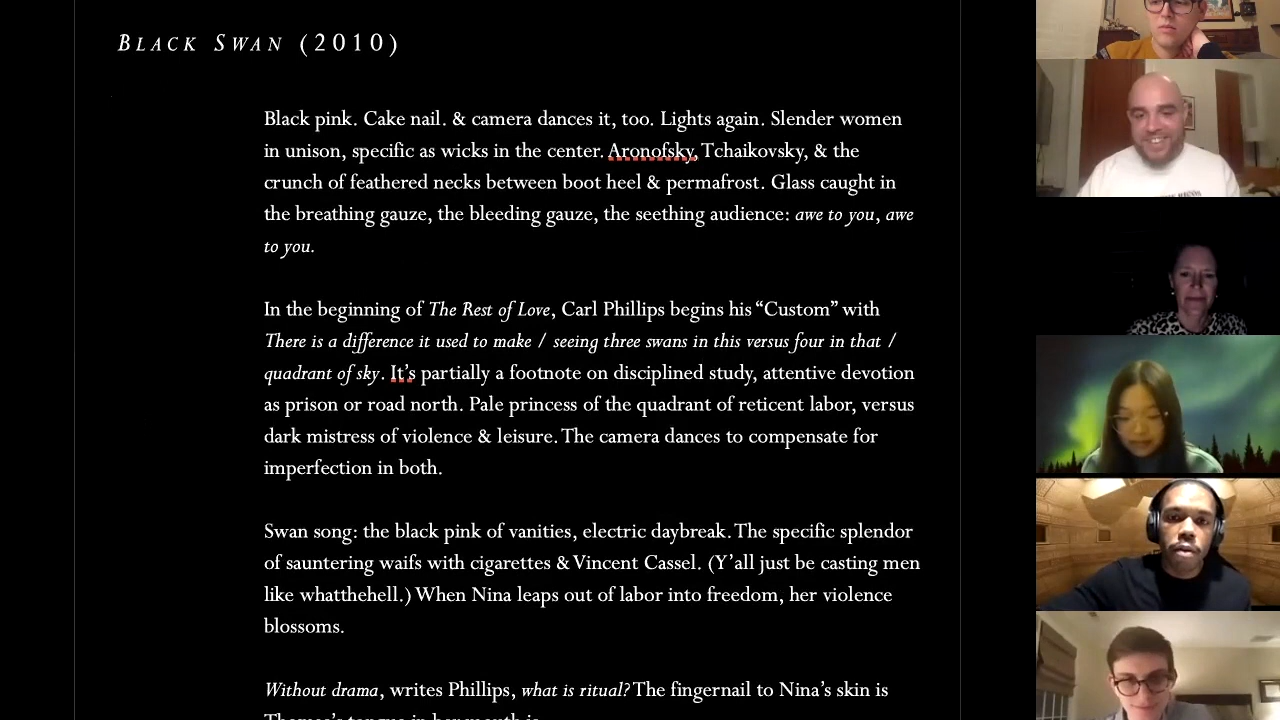 BLACK SWAN (2010)
Black pink. Cake nail. & camera dances it, too. Lights again. Slender women
in unison, specific as wicks in the center. Aronofsky, Tchaikovsky, & the
crunch of feathered necks between boot heel & permafrost. Glass caught in
the breathing gauze, the bleeding gauze, the seething audience: awe to you, awe
to you.
In the beginning of The Rest of Love, Carl Phillips begins his “Custom” with
There is a difference it used to make / seeing three swans in this versus four in that /
quadrant of sky. It’s partially a footnote on disciplined study, attentive devotion
as prison or road north. Pale princess of the quadrant of reticent labor, versus
dark mistress of violence & leisure. The camera dances to compensate for
imperfection in both.
Swan song: the black pink of vanities, electric daybreak. The specific splendor
of sauntering waifs with cigarettes & Vincent Cassel. (Y’all just be casting men
like whatthehell.) When Nina leaps out of labor into freedom, her violence
blossoms.
Without drama, writes Phillips, what is ritual? The fingernail to Nina’s skin is
Thomas’s tongue in her mouth is